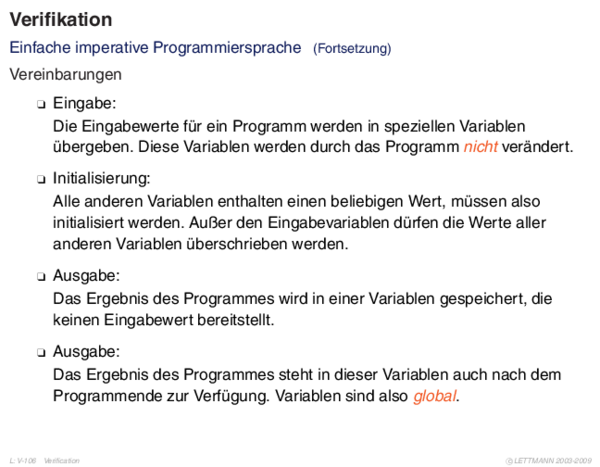 Verifikation
Einfache imperative Programmiersprache (Fortsetzung)
Vereinbarungen
❑ Eingabe:
Die Eingabewerte für ein Programm werden in speziellen Variablen
übergeben. Diese Variablen werden durch das Programm nicht verändert.
❑ Initialisierung:
Alle anderen Variablen enthalten einen beliebigen Wert, müssen also
initialisiert werden. Außer den Eingabevariablen dürfen die Werte aller
anderen Variablen überschrieben werden.
❑ Ausgabe:
Das Ergebnis des Programmes wird in einer Variablen gespeichert, die
keinen Eingabewert bereitstellt.
❑ Ausgabe:
Das Ergebnis des Programmes steht in dieser Variablen auch nach dem
Programmende zur Verfügung. Variablen sind also global.
L: V-106 Verification © LETTMANN 2003-2009